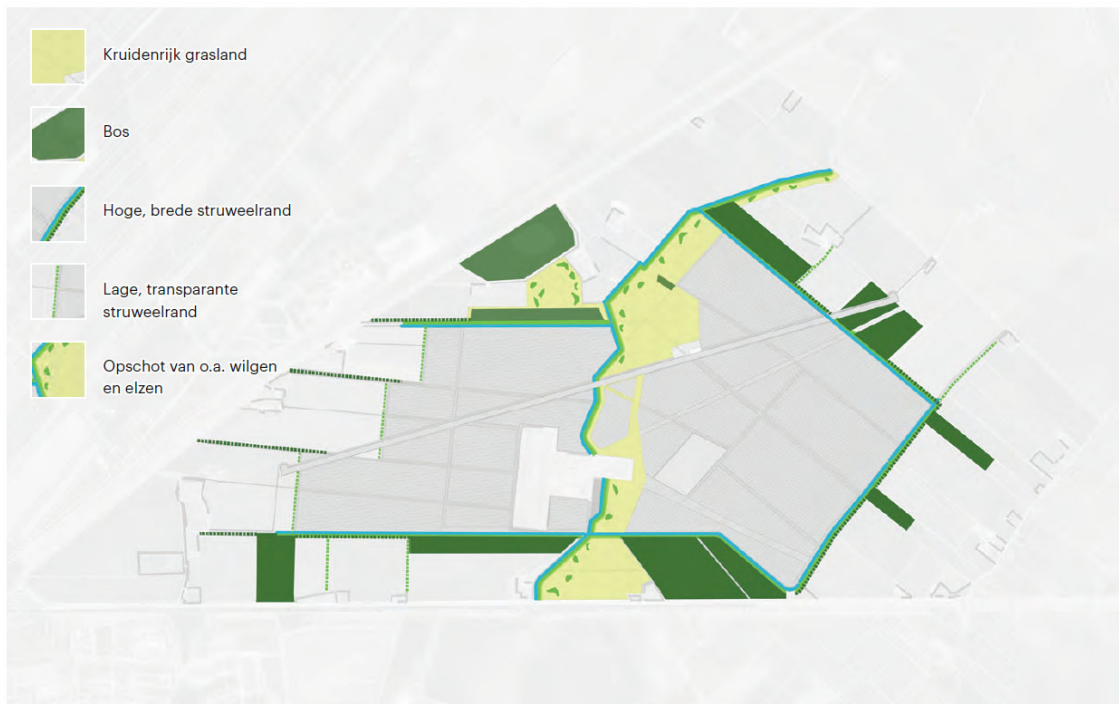 Kruidenrijk grasland
Bos
Hoge, brede struweelrand
Lage, transparante
struweelrand
Opschot van o.a. wilgen
en elzen